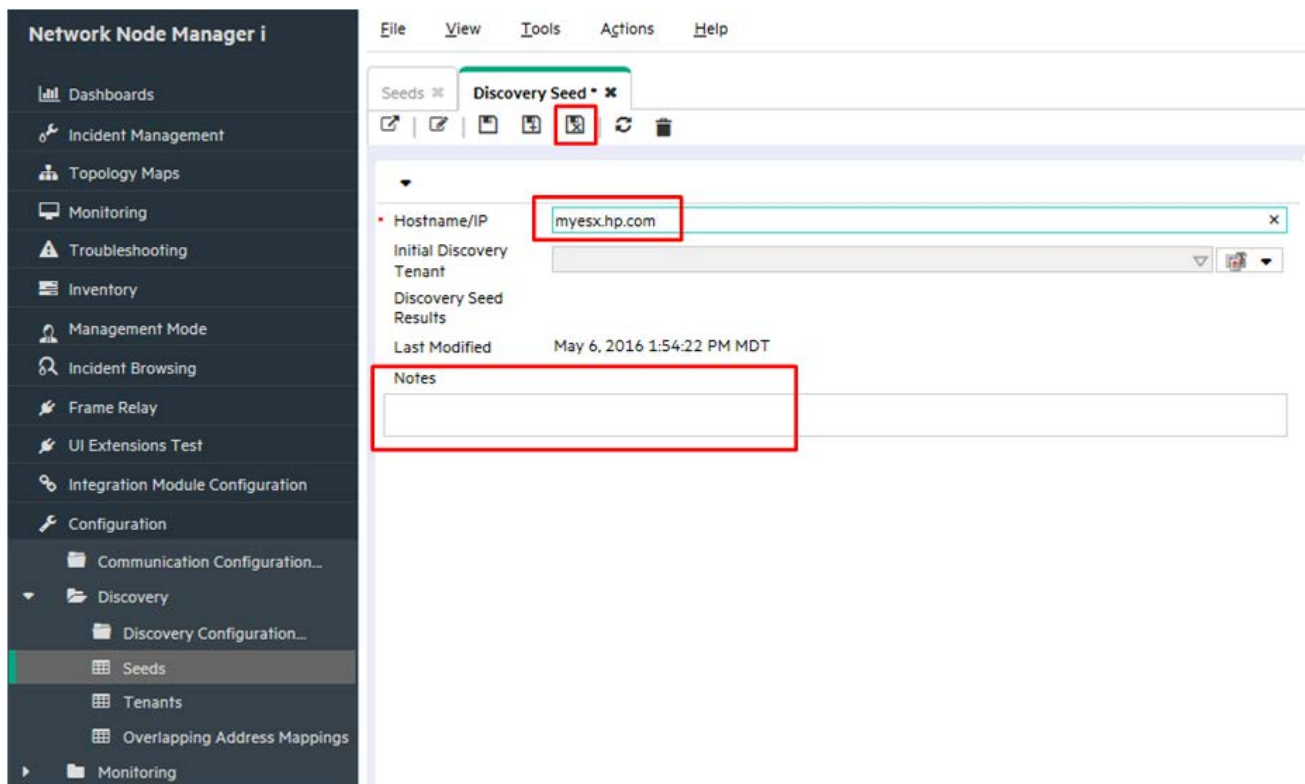 Network Node Manager i
Dashboards
Incident Management
Topology Maps
Monitoring
Troubleshooting
Inventory
Management Mode
Incident Browsing
Frame Relay
UI Extensions Test
Integration Module Configuration
Configuration
Communication Configuration...
Discovery
Discovery Configuration...
Seeds
Tenants
Overlapping Address Mappings
Monitoring
File View Tools Actions Help
Seeds Discovery Seed *
* Hostname/IP myesx.hp.com
Initial Discovery
Tenant
Discovery Seed
Results
Last Modified May 6, 2016 1:54:22 PM MDT
Notes